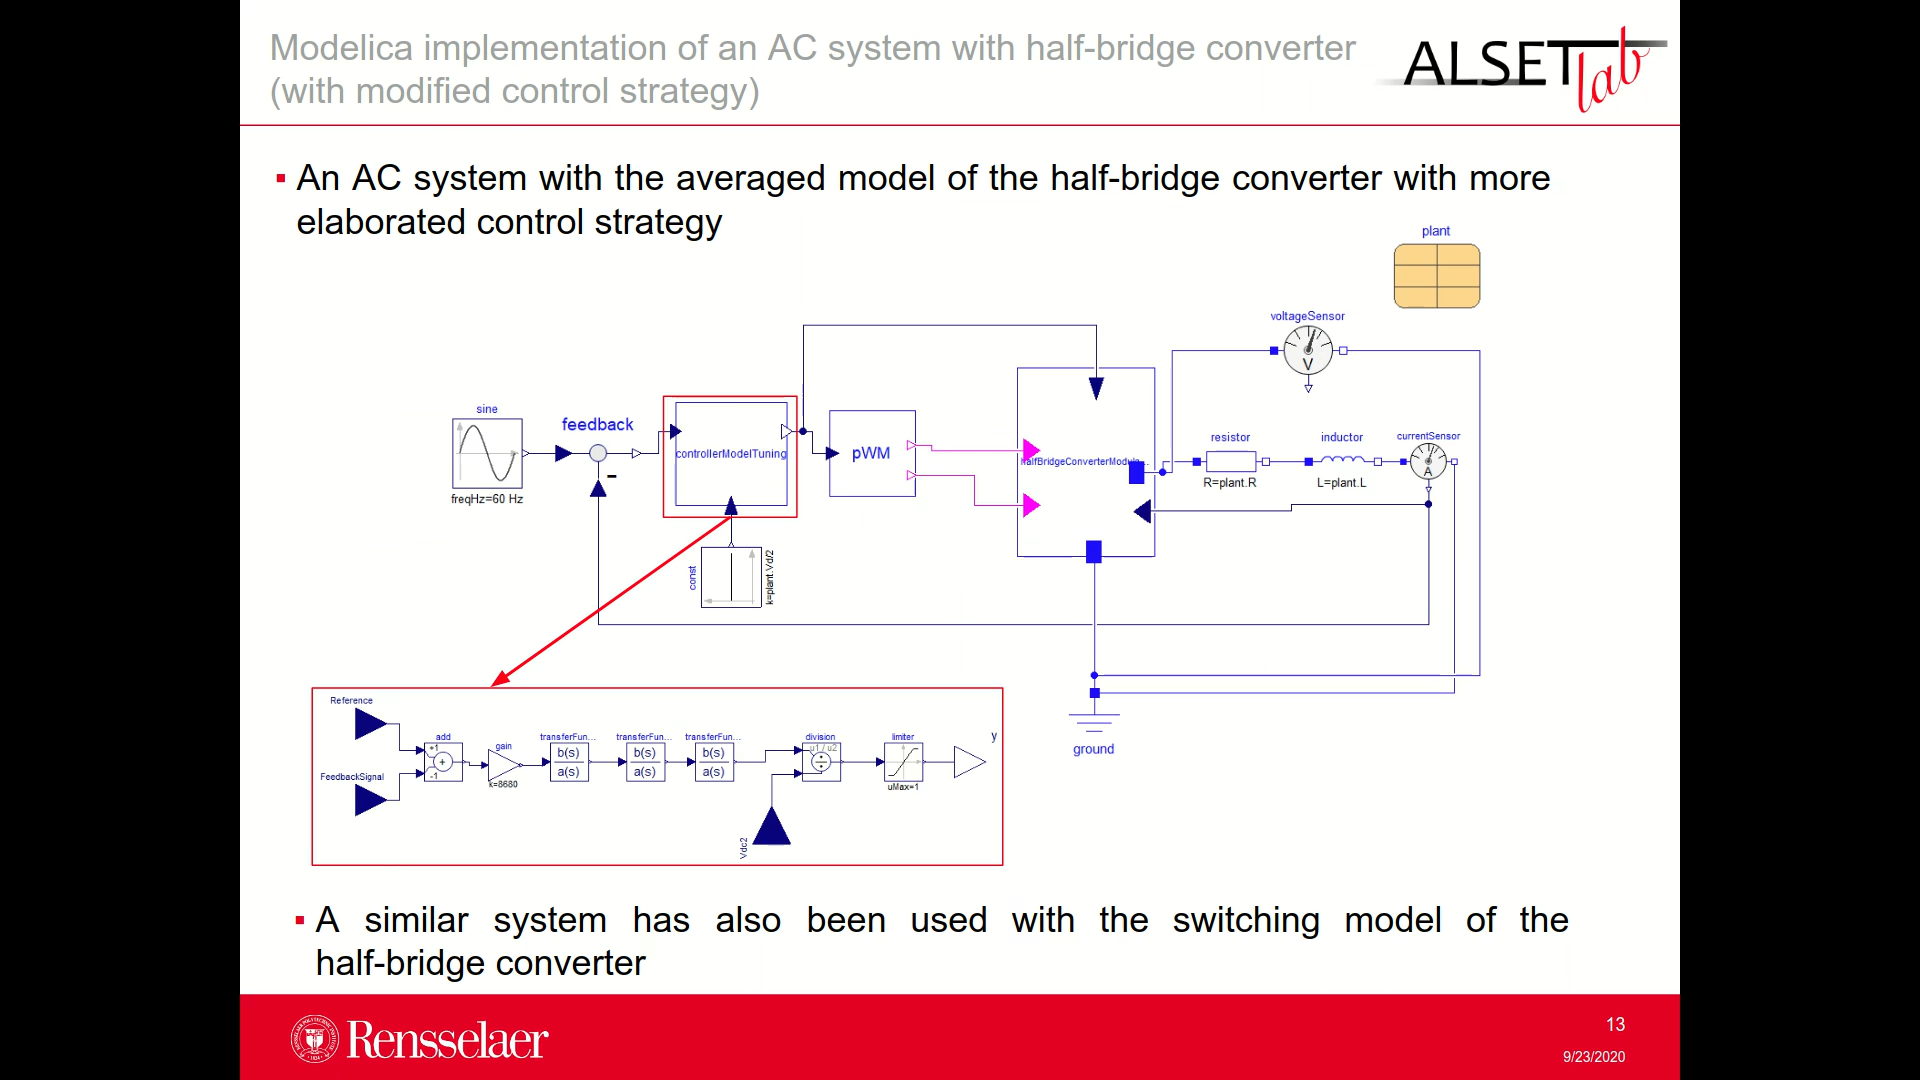 Modelica implementation of an AC system with half-bridge converter
(with modified control strategy)
ALSET lab
▪ An AC system with the averaged model of the half-bridge converter with more
elaborated control strategy
plant
voltageSensor
V
sine
freqHz=60 Hz
feedback
-
controllerModelTuning
pWM
halfBridgeConverterModule...
resistor
R=plant.R
inductor
L=plant.L
currentSensor
A
const
k=plant.Vd/2
ground
Reference
FeedbackSignal
add
+1
+
-1
gain
k=8680
transferFun...
b(s)
a(s)
transferFun...
b(s)
a(s)
transferFun...
b(s)
a(s)
division
u1 / u2
÷
Vdc2
limiter
uMax=1
y
▪ A similar system has also been used with the switching model of the
half-bridge converter
Rensselaer
13
9/23/2020